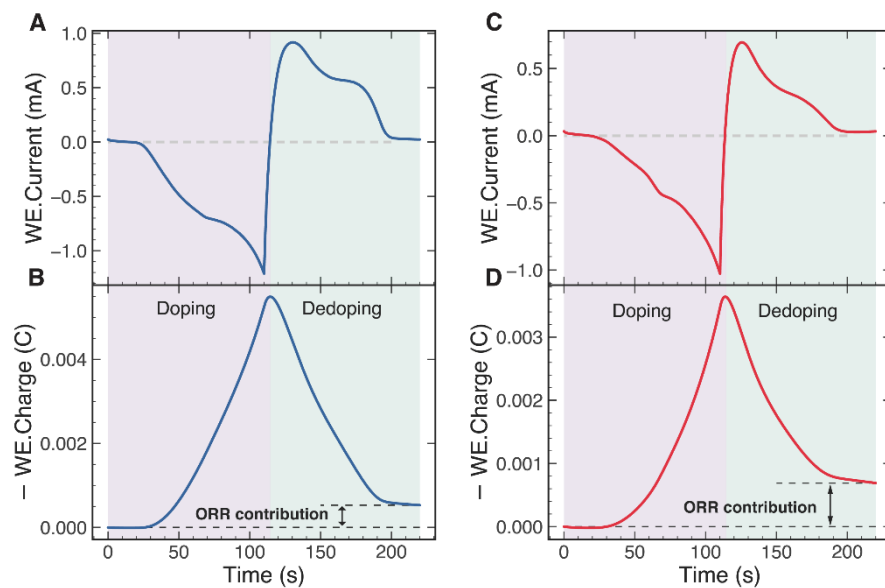 A
WE.Current (mA)
1.0
0.5
0.0
−0.5
−1.0
B
− WE.Charge (C)
0.004
0.002
0.000
Doping
Dedoping
ORR contribution
0
50
100
150
200
Time (s)
C
WE.Current (mA)
0.5
0.0
−0.5
−1.0
D
− WE.Charge (C)
0.003
0.002
0.001
0.000
Doping
Dedoping
ORR contribution
0
50
100
150
200
Time (s)